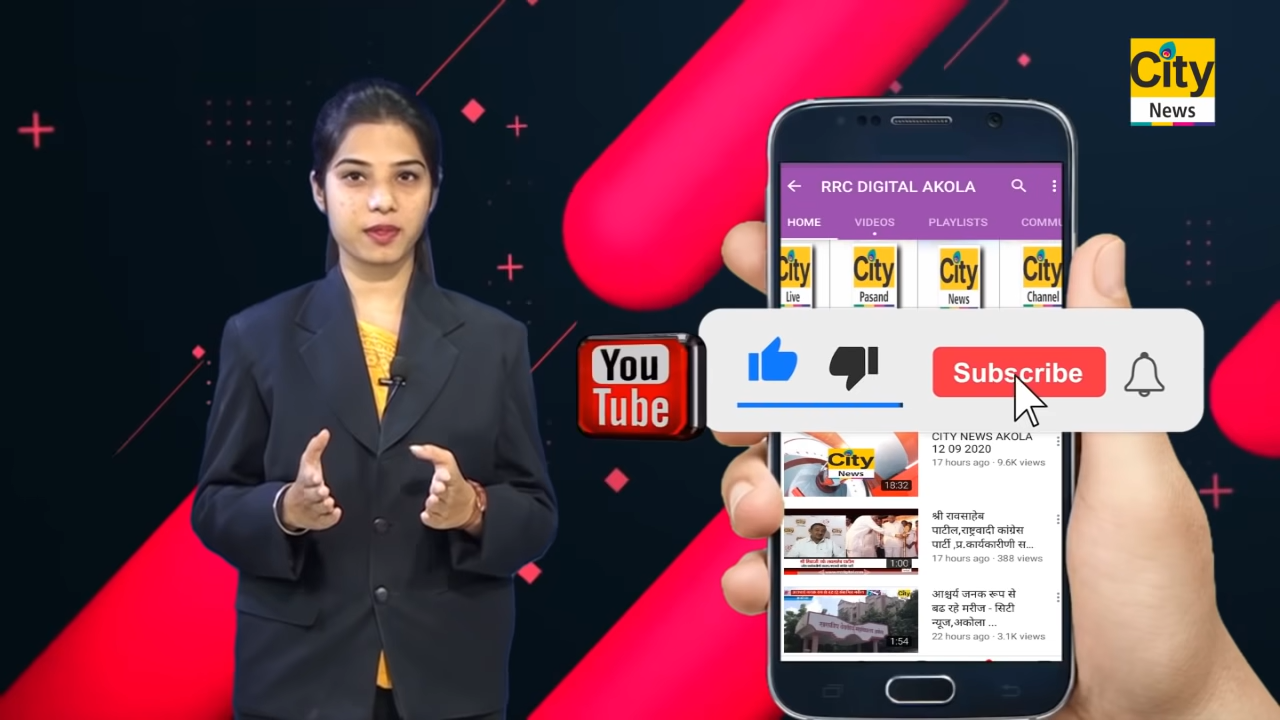 City
News
RRC DIGITAL AKOLA
HOME VIDEOS PLAYLISTS COMMU
City
Live
City
Pasand
City
News
City
Channel
You
Tube
Subscribe
CITY NEWS AKOLA
12 09 2020
17 hours ago · 9.6K views
City
News
18:32
श्री रावसाहेब
पाटील,राष्ट्रवादी कांग्रेस
पार्टी ,प्र.कार्यकारीणी स...
17 hours ago · 388 views
1:00
आश्चर्य जनक रूप से
बढ रहे मरीज - सिटी
न्यूज,अकोला ...
22 hours ago · 3.1K views
City
1:54